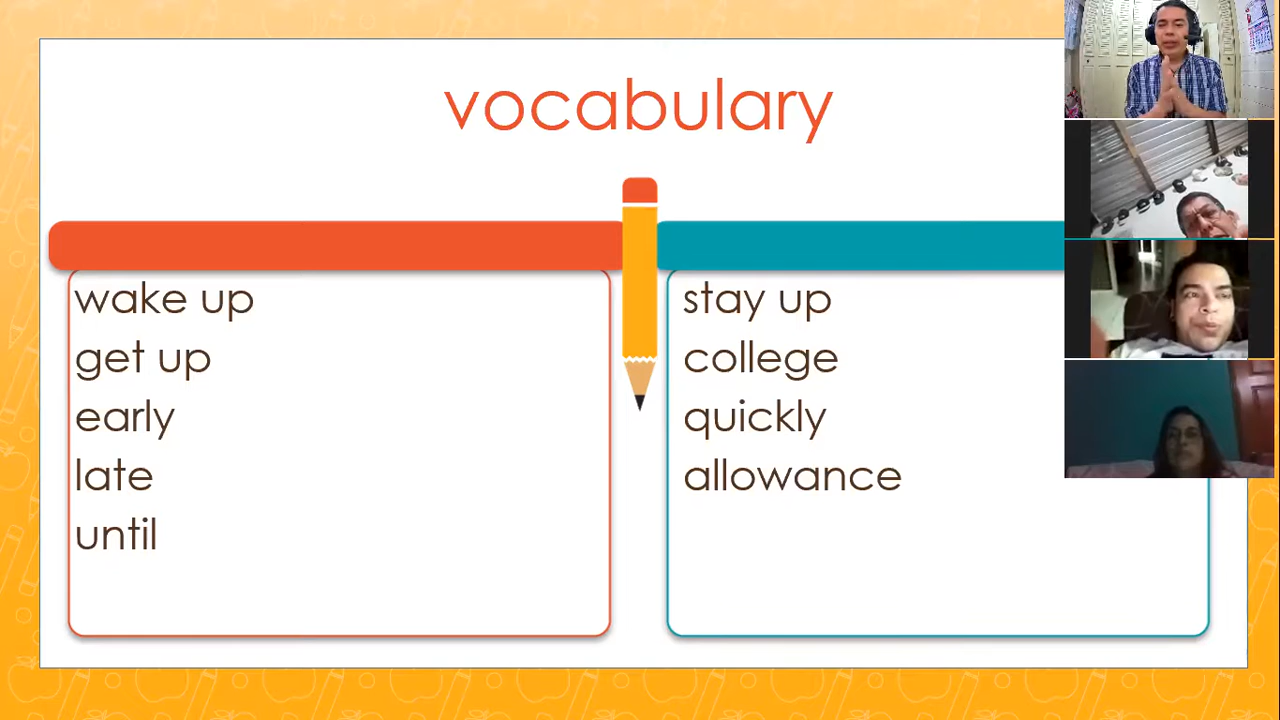 vocabulary
wake up
get up
early
late
until
stay up
college
quickly
allowance